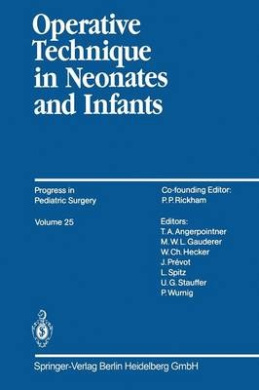 Operative
Technique
in Neonates
and Infants
Progress in
Pediatric Surgery
Volume 25
Co-founding Editor:
P.P. Rickham
Editors:
T. A. Angerpointner
M. W. L. Gauderer
W. Ch. Hecker
J. Prévot
L. Spitz
U. G. Stauffer
P. Wurnig
Springer-Verlag Berlin Heidelberg GmbH